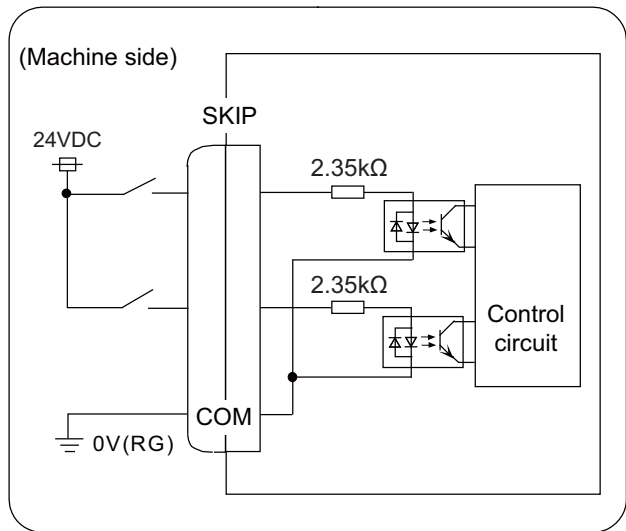 (Machine side)
SKIP
24VDC
2.35kΩ
2.35kΩ
Control
circuit
COM
0V(RG)